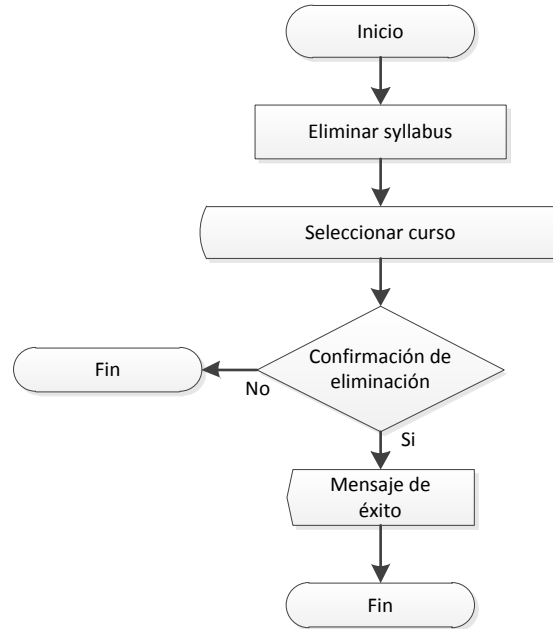 Inicio
Eliminar syllabus
Seleccionar curso
Confirmación de
eliminación
Fin
No
Si
Mensaje de
éxito
Fin